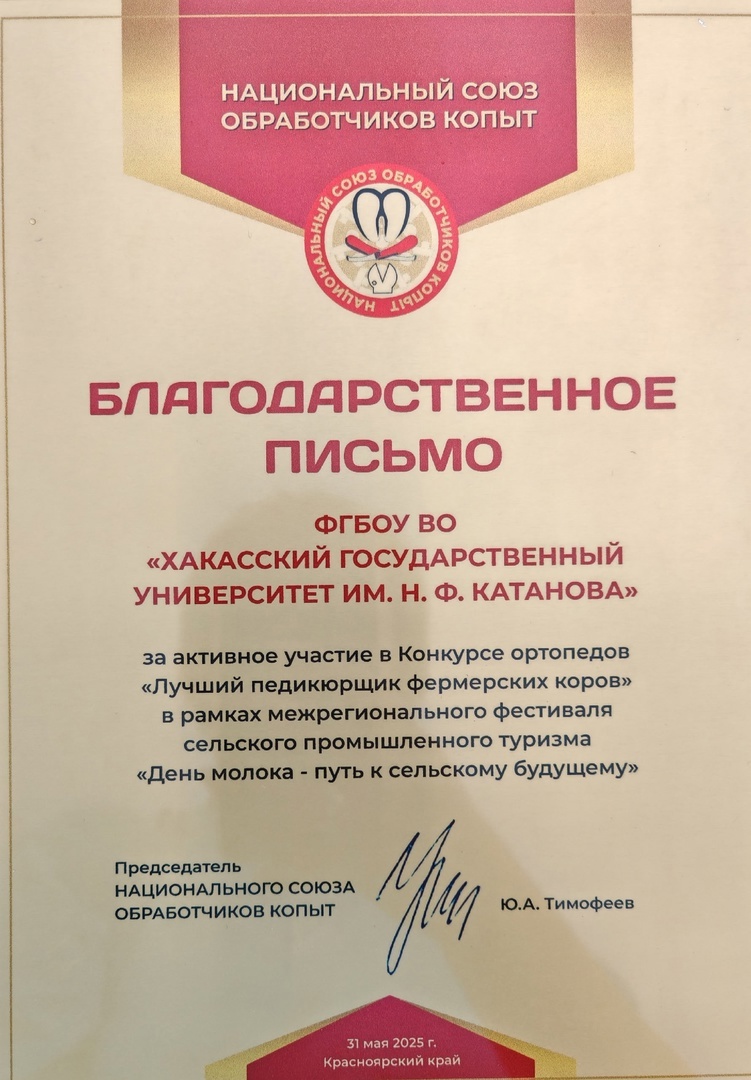 НАЦИОНАЛЬНЫЙ СОЮЗ
ОБРАБОТЧИКОВ КОПЫТ
НАЦИОНАЛЬНЫЙ СОЮЗ ОБРАБОТЧИКОВ КОПЫТ
БЛАГОДАРСТВЕННОЕ
ПИСЬМО
ФГБОУ ВО
«ХАКАССКИЙ ГОСУДАРСТВЕННЫЙ
УНИВЕРСИТЕТ ИМ. Н. Ф. КАТАНОВА»
за активное участие в Конкурсе ортопедов
«Лучший педикюрщик фермерских коров»
в рамках межрегионального фестиваля
сельского промышленного туризма
«День молока - путь к сельскому будущему»
Председатель
НАЦИОНАЛЬНОГО СОЮЗА
ОБРАБОТЧИКОВ КОПЫТ
Ю.А. Тимофеев
31 мая 2025 г.
Красноярский край